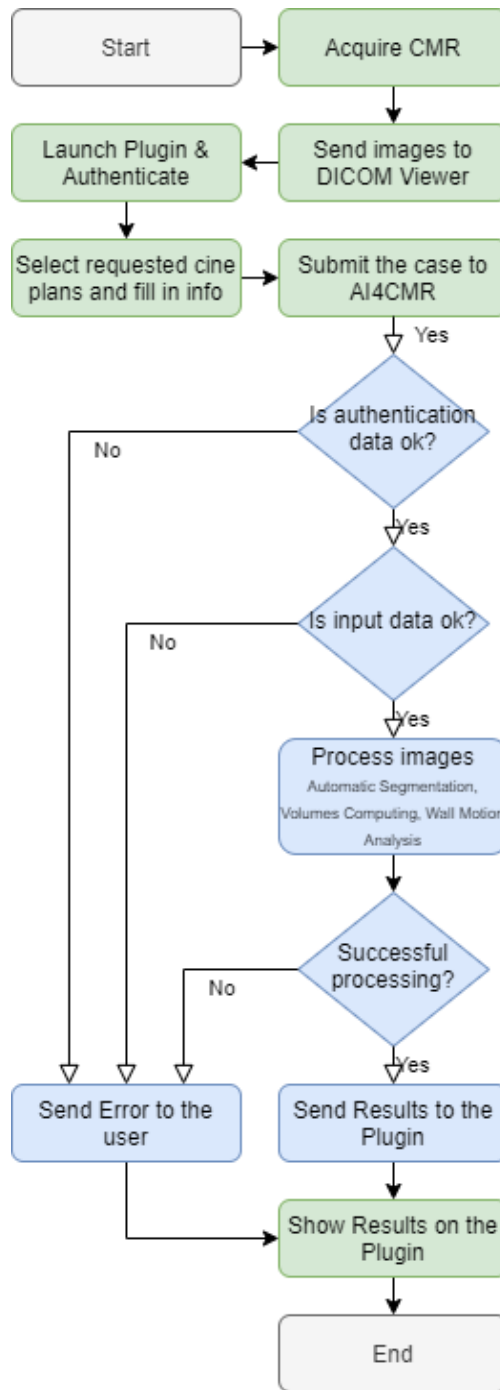 Start
Acquire CMR
Launch Plugin &
Authenticate
Send images to
DICOM Viewer
Select requested cine
plans and fill in info
Submit the case to
AI4CMR
Yes
Is authentication
data ok?
No
Yes
Is input data ok?
No
Yes
Process images
Automatic Segmentation,
Volumes Computing, Wall Motion
Analysis
Successful
processing?
No
Yes
Send Error to the
user
Send Results to the
Plugin
Show Results on the
Plugin
End